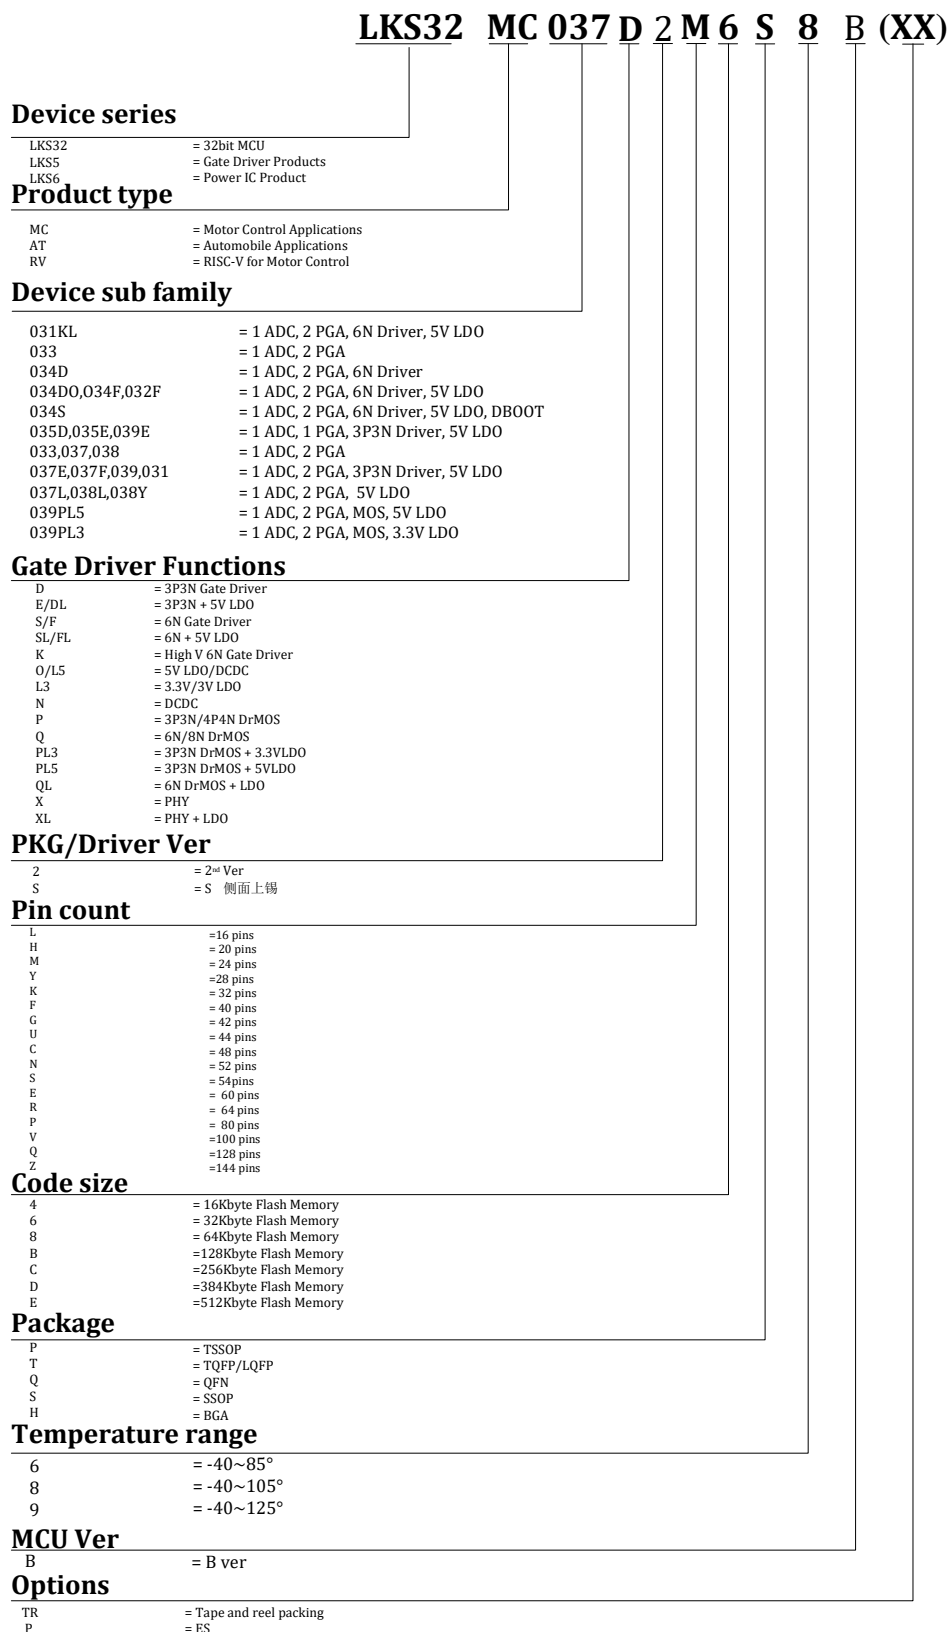 LKS32 MC 037 D 2 M 6 S 8 B (XX)
Device series
LKS32 = 32bit MCU
LKS5 = Gate Driver Products
LKS6 = Power IC Product
Product type
MC = Motor Control Applications
AT = Automobile Applications
RV = RISC-V for Motor Control
Device sub family
031KL = 1 ADC, 2 PGA, 6N Driver, 5V LDO
033 = 1 ADC, 2 PGA
034D = 1 ADC, 2 PGA, 6N Driver
034DO,O34F,032F = 1 ADC, 2 PGA, 6N Driver, 5V LDO
034S = 1 ADC, 2 PGA, 6N Driver, 5V LDO, DBOOT
035D,035E,039E = 1 ADC, 1 PGA, 3P3N Driver, 5V LDO
033,037,038 = 1 ADC, 2 PGA
037E,037F,039,031 = 1 ADC, 2 PGA, 3P3N Driver, 5V LDO
037L,038L,038Y = 1 ADC, 2 PGA, 5V LDO
039PL5 = 1 ADC, 2 PGA, MOS, 5V LDO
039PL3 = 1 ADC, 2 PGA, MOS, 3.3V LDO
Gate Driver Functions
D = 3P3N Gate Driver
E/DL = 3P3N + 5V LDO
S/F = 6N Gate Driver
SL/FL = 6N + 5V LDO
K = High V 6N Gate Driver
O/L5 = 5V LDO/DCDC
L3 = 3.3V/3V LDO
N = DCDC
P = 3P3N/4P4N DrMOS
Q = 6N/8N DrMOS
PL3 = 3P3N DrMOS + 3.3VLDO
PL5 = 3P3N DrMOS + 5VLDO
QL = 6N DrMOS + LDO
X = PHY
XL = PHY + LDO
PKG/Driver Ver
2 = 2nd Ver
S = S 侧面上锡
Pin count
L =16 pins
H = 20 pins
M = 24 pins
Y =28 pins
K = 32 pins
F = 40 pins
G = 42 pins
U = 44 pins
C = 48 pins
N = 52 pins
S = 54pins
E = 60 pins
R = 64 pins
P = 80 pins
V =100 pins
Q =128 pins
Z =144 pins
Code size
4 = 16Kbyte Flash Memory
6 = 32Kbyte Flash Memory
8 = 64Kbyte Flash Memory
B =128Kbyte Flash Memory
C =256Kbyte Flash Memory
D =384Kbyte Flash Memory
E =512Kbyte Flash Memory
Package
P = TSSOP
T = TQFP/LQFP
Q = QFN
S = SSOP
H = BGA
Temperature range
6 = -40~85°
8 = -40~105°
9 = -40~125°
MCU Ver
B = B ver
Options
TR = Tape and reel packing
P = ES